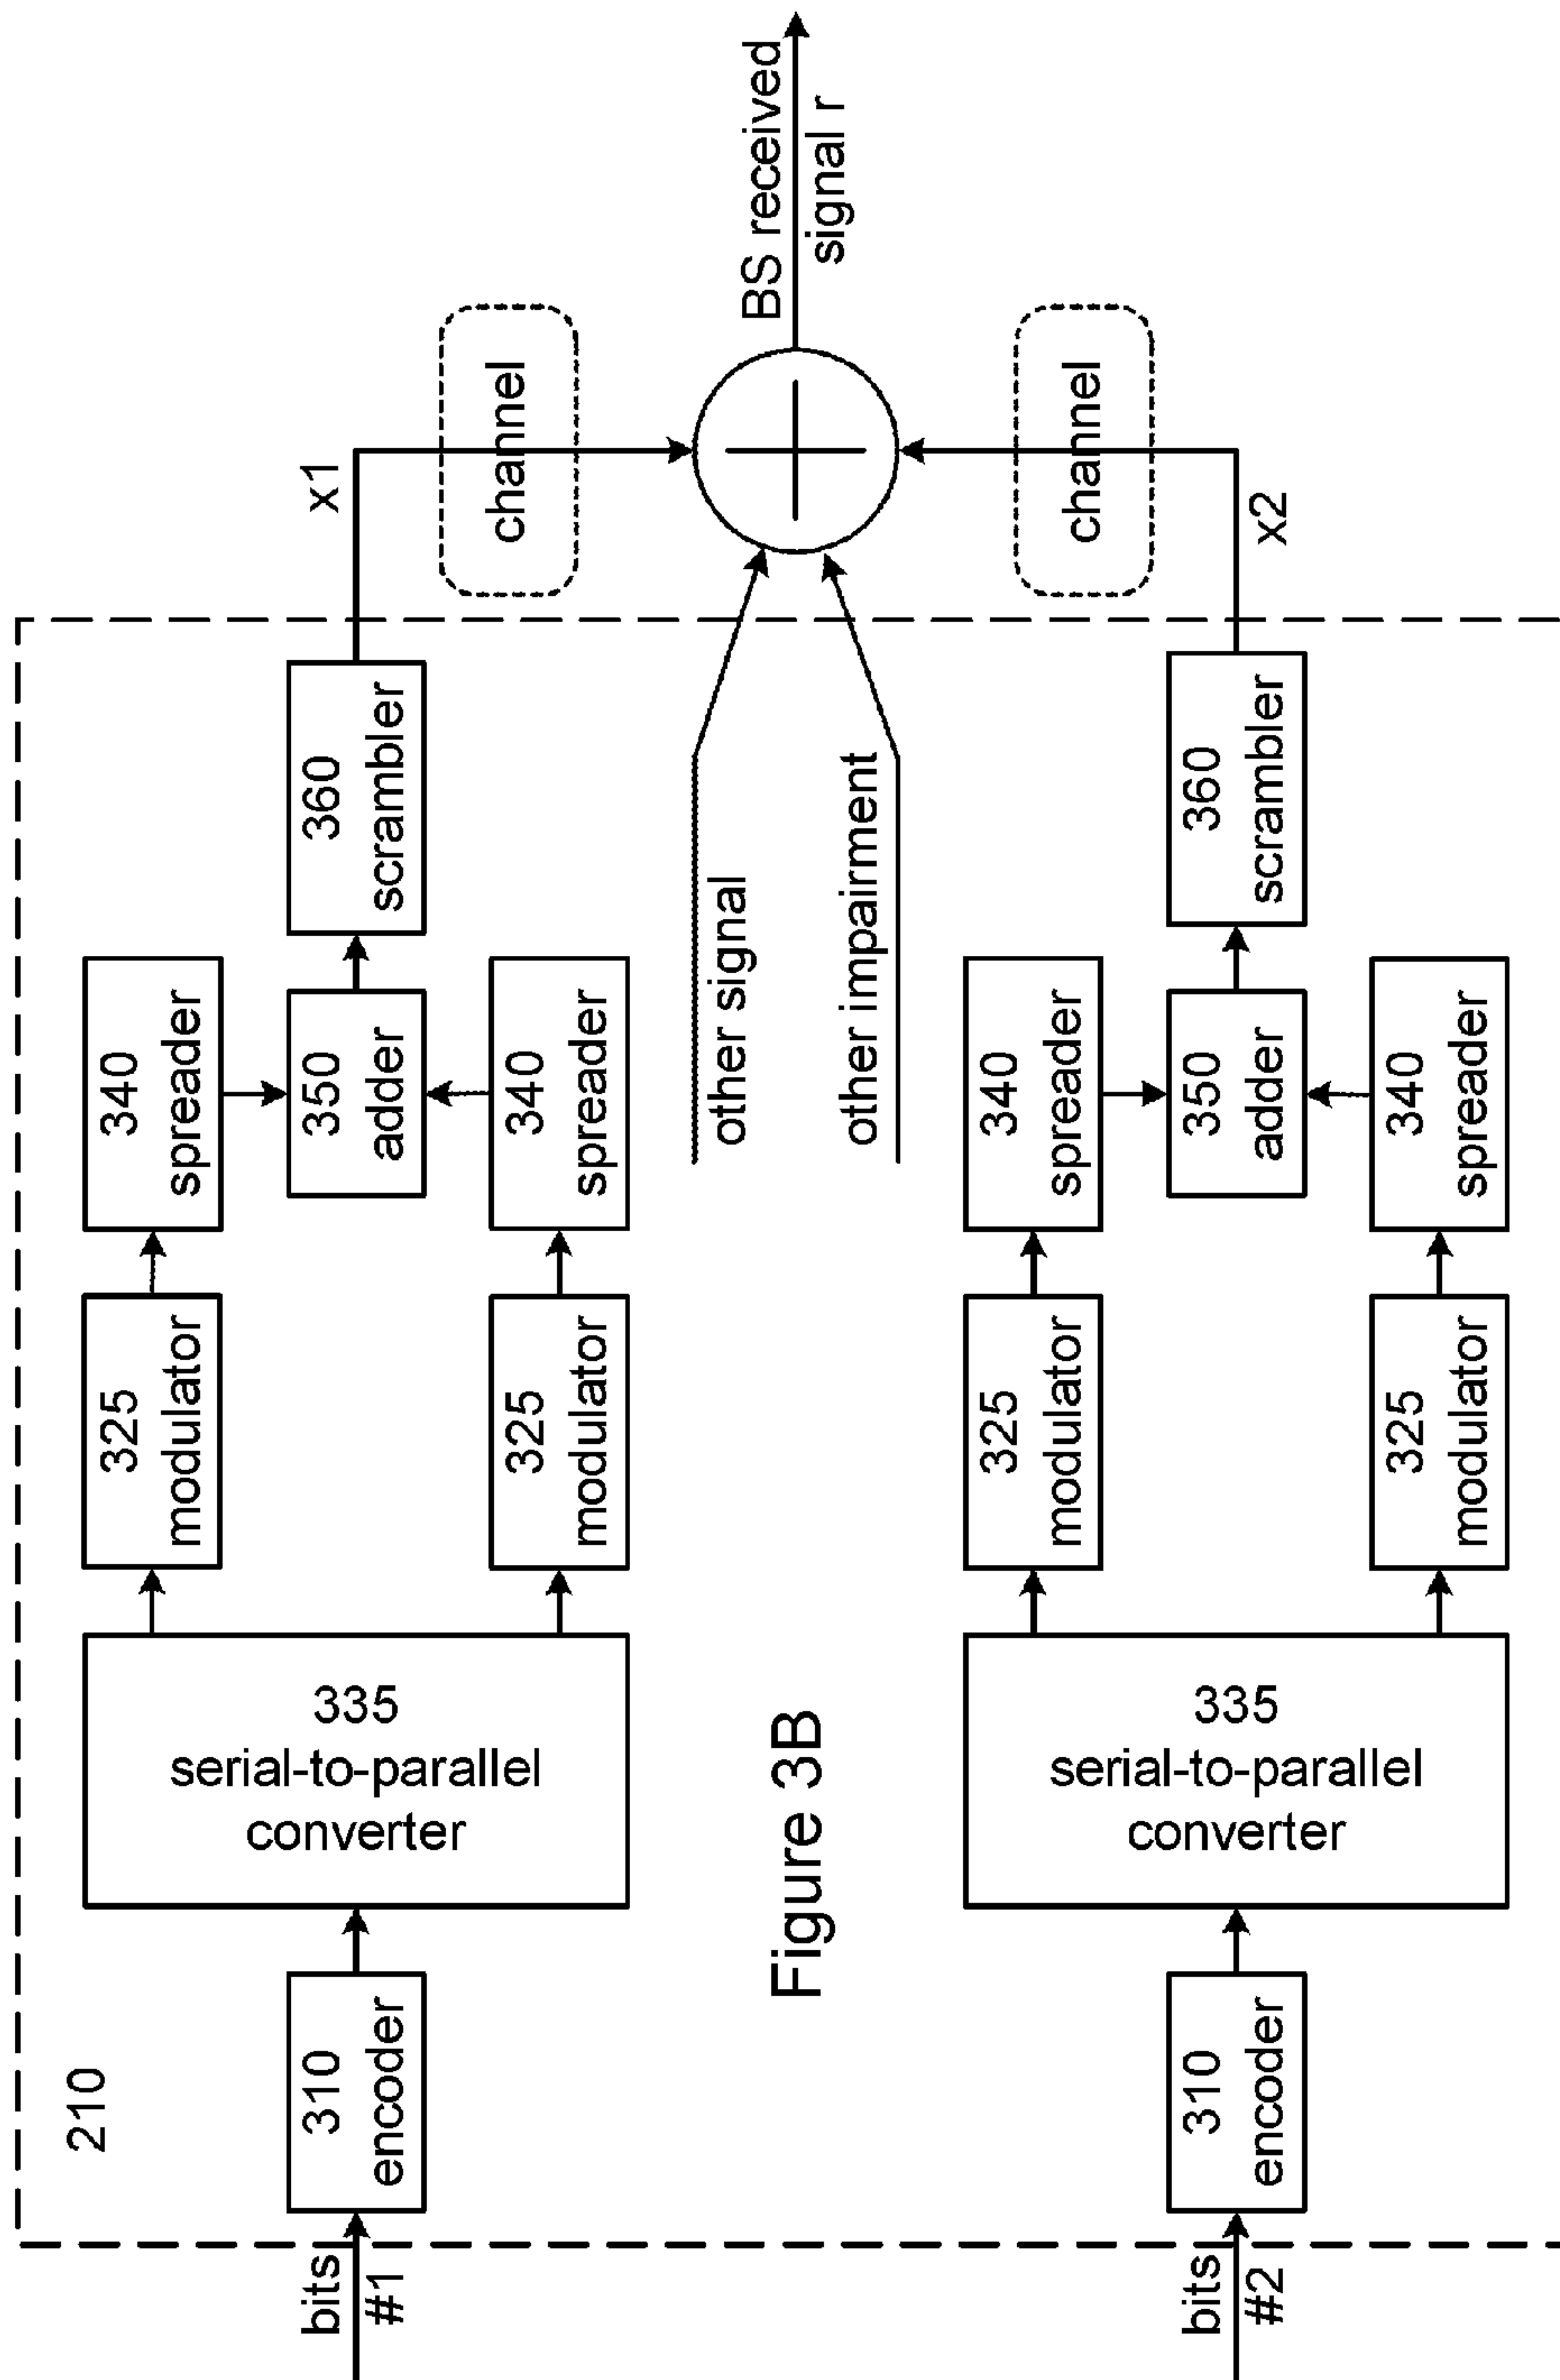 210
bits
#1
310
encoder
335
serial-to-parallel
converter
325
modulator
325
modulator
340
spreader
350
adder
340
spreader
360
scrambler
x1
channel
other signal
other impairment
BS received
signal r
Figure 3B
bits
#2
310
encoder
335
serial-to-parallel
converter
325
modulator
325
modulator
340
spreader
350
adder
340
spreader
360
scrambler
x2
channel